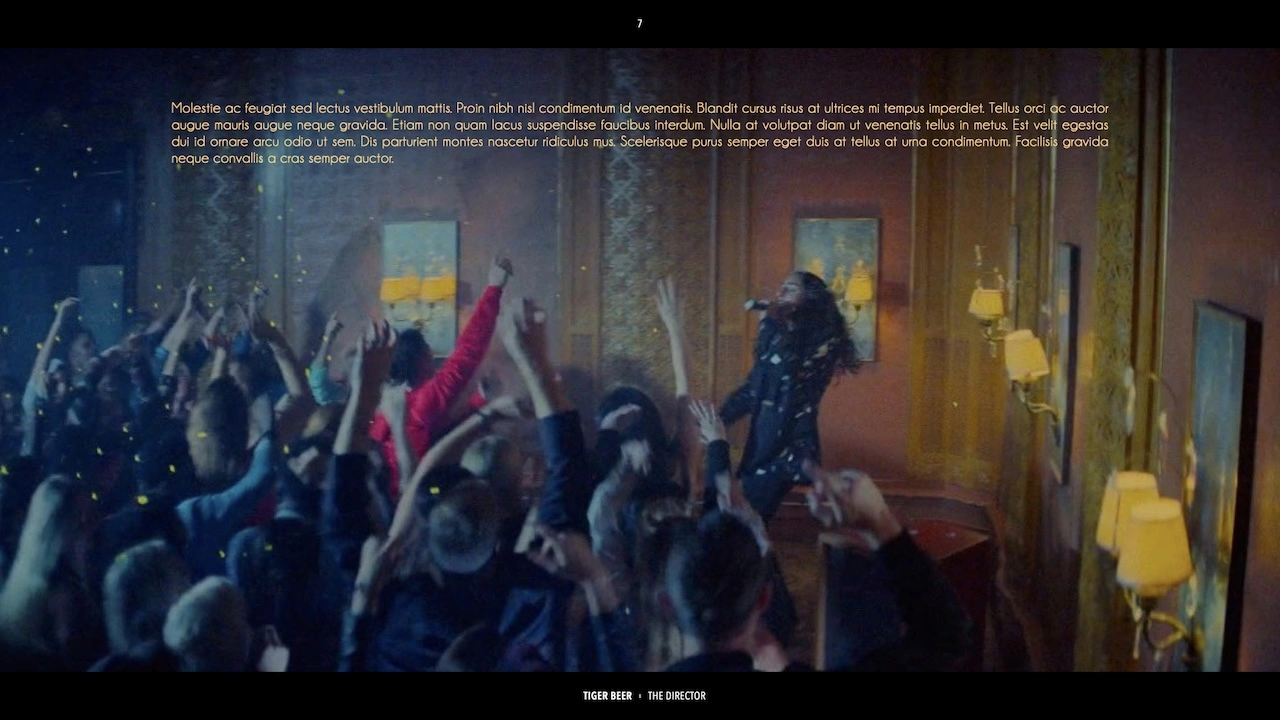 7
Molestie ac feugiat sed lectus vestibulum mattis. Proin nibh nisl condimentum id venenatis. Blandit cursus risus at ultrices mi tempus imperdiet. Tellus orci ac auctor
augue mauris augue neque gravida. Etiam non quam lacus suspendisse faucibus interdum. Nulla at volutpat diam ut venenatis tellus in metus. Est velit egestas
dui id ornare arcu odio ut sem. Dis parturient montes nascetur ridiculus mus. Scelerisque purus semper eget duis at tellus at urna condimentum. Facilisis gravida
neque convallis a cras semper auctor.
TIGER BEER | THE DIRECTOR